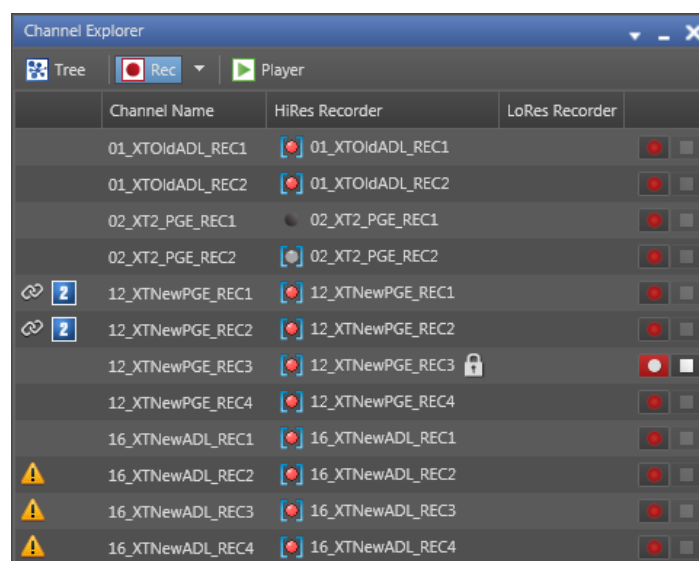 Channel Explorer
Tree Rec Player
Channel Name HiRes Recorder LoRes Recorder
01_XTOldADL_REC1 01_XTOldADL_REC1
01_XTOldADL_REC2 01_XTOldADL_REC2
02_XT2_PGE_REC1 02_XT2_PGE_REC1
02_XT2_PGE_REC2 02_XT2_PGE_REC2
2 12_XTNewPGE_REC1 12_XTNewPGE_REC1
2 12_XTNewPGE_REC2 12_XTNewPGE_REC2
12_XTNewPGE_REC3 12_XTNewPGE_REC3
12_XTNewPGE_REC4 12_XTNewPGE_REC4
16_XTNewADL_REC1 16_XTNewADL_REC1
16_XTNewADL_REC2 16_XTNewADL_REC2
16_XTNewADL_REC3 16_XTNewADL_REC3
16_XTNewADL_REC4 16_XTNewADL_REC4